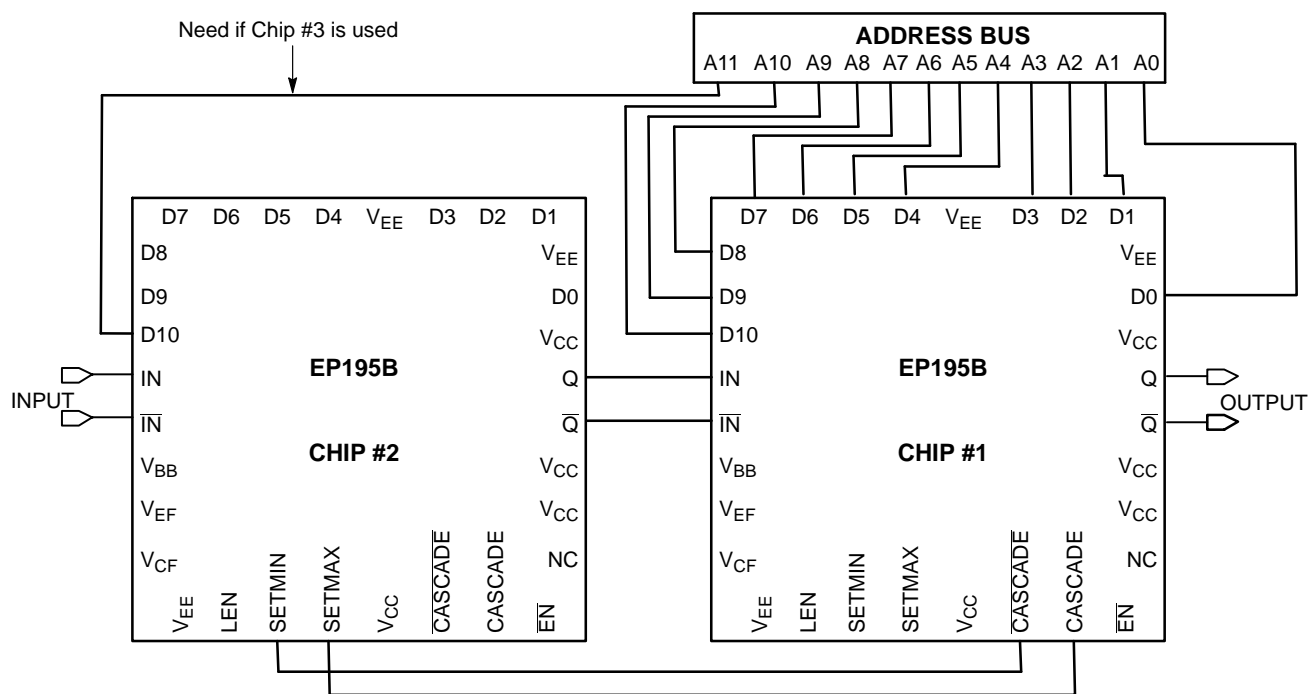 Need if Chip #3 is used
ADDRESS BUS
A11 A10 A9 A8 A7 A6 A5 A4 A3 A2 A1 A0
D7 D6 D5 D4 VEE D3 D2 D1
D8 VEE
D9 D0
D10 VCC
EP195B
IN Q
INPUT
IN Q
CHIP #2
VBB VCC
VEF VCC
VCF NC
VEE LEN SETMIN SETMAX VCC CASCADE CASCADE EN
D7 D6 D5 D4 VEE D3 D2 D1
D8 VEE
D9 D0
D10 VCC
EP195B
IN Q
OUTPUT
IN Q
CHIP #1
VBB VCC
VEF VCC
VCF NC
VEE LEN SETMIN SETMAX VCC CASCADE CASCADE EN